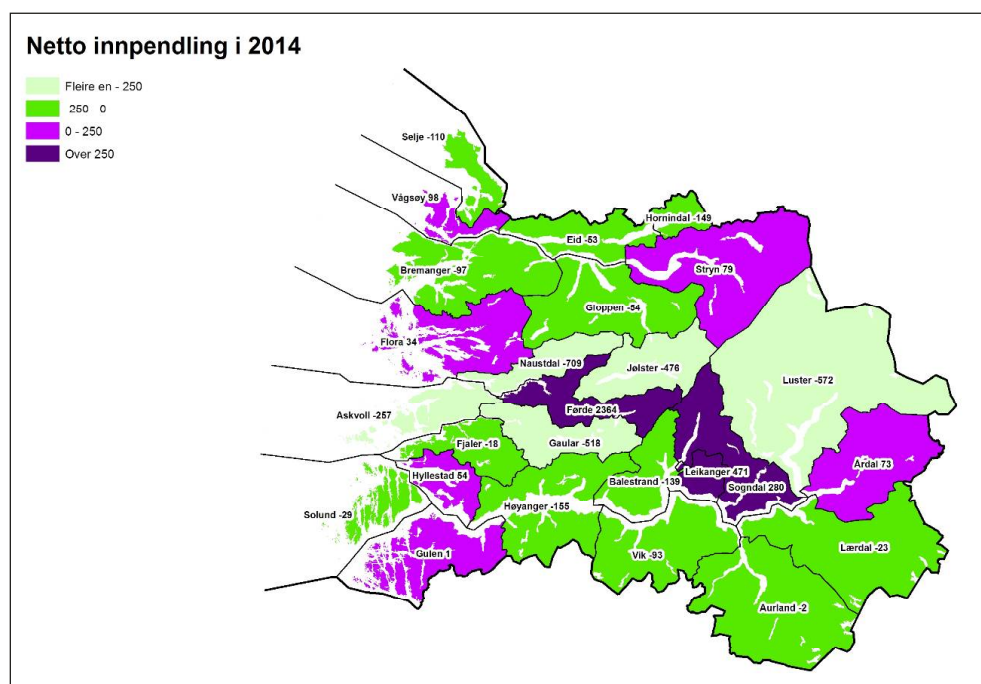 Netto innpendling i 2014
Fleire en - 250
250 0
0 - 250
Over 250
Selje -110
Vågsøy 98
Hornindal -149
Eid -53
Bremanger -97
Stryn 79
Gloppen -54
Flora 34
Naustdal -709
Jølster -476
Luster -572
Askvoll -257
Førde 2364
Fjaler -18
Gaular -518
Årdal 73
Hyllestad 54
Leikanger 471
Balestrand -139
Sogndal 280
Solund -29
Høyanger -155
Lærdal -23
Gulen 1
Vik -93
Aurland -2